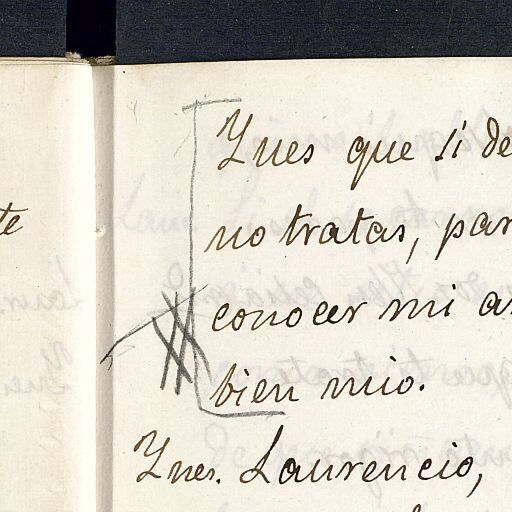 te
Ynes que si de
no tratas, par
conocer mi a
bien mio.
Ynes. Laurencio,